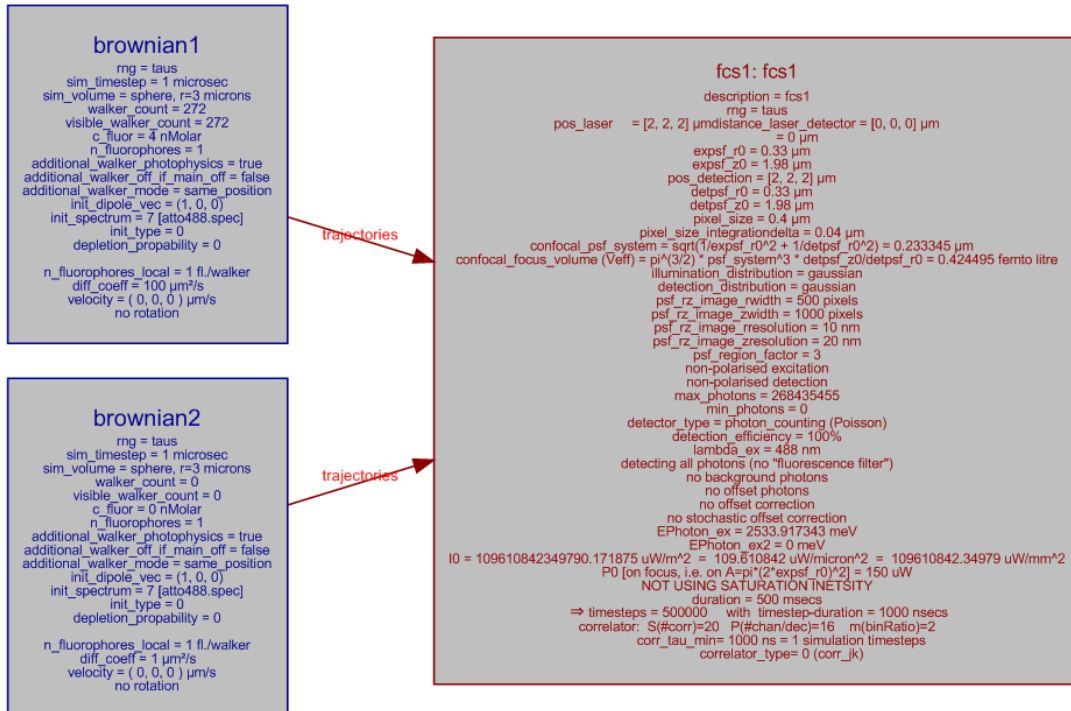 brownian1
rng = taus
sim_timestep = 1 microsec
sim_volume = sphere, r=3 microns
walker_count = 272
visible_walker_count = 272
c_fluor = 4 nMolar
n_fluorophores = 1
additional_walker_photophysics = true
additional_walker_off_if_main_off = false
additional_walker_mode = same_position
init_dipole_vec = (1, 0, 0)
init_spectrum = 7 [atto488.spec]
init_type = 0
depletion_propability = 0
n_fluorophores_local = 1 fl./walker
diff_coeff = 100 µm²/s
velocity = ( 0, 0, 0 ) µm/s
no rotation
trajectories
brownian2
rng = taus
sim_timestep = 1 microsec
sim_volume = sphere, r=3 microns
walker_count = 0
visible_walker_count = 0
c_fluor = 0 nMolar
n_fluorophores = 1
additional_walker_photophysics = true
additional_walker_off_if_main_off = false
additional_walker_mode = same_position
init_dipole_vec = (1, 0, 0)
init_spectrum = 7 [atto488.spec]
init_type = 0
depletion_propability = 0
n_fluorophores_local = 1 fl./walker
diff_coeff = 1 µm²/s
velocity = ( 0, 0, 0 ) µm/s
no rotation
trajectories
fcs1: fcs1
description = fcs1
rng = taus
pos_laser = [2, 2, 2] µmdistance_laser_detector = [0, 0, 0] µm
= 0 µm
expsf_r0 = 0.33 µm
expsf_z0 = 1.98 µm
pos_detection = [2, 2, 2] µm
detpsf_r0 = 0.33 µm
detpsf_z0 = 1.98 µm
pixel_size = 0.4 µm
pixel_size_integrationdelta = 0.04 µm
confocal_psf_system = sqrt(1/expsf_r0^2 + 1/detpsf_r0^2) = 0.233345 µm
confocal_focus_volume (Veff) = pi^(3/2) * psf_system^3 * detpsf_z0/detpsf_r0 = 0.424495 femto litre
illumination_distribution = gaussian
detection_distribution = gaussian
psf_rz_image_rwidth = 500 pixels
psf_rz_image_zwidth = 1000 pixels
psf_rz_image_rresolution = 10 nm
psf_rz_image_zresolution = 20 nm
psf_region_factor = 3
non-polarised excitation
non-polarised detection
max_photons = 268435455
min_photons = 0
detector_type = photon_counting (Poisson)
detection_efficiency = 100%
lambda_ex = 488 nm
detecting all photons (no "fluorescence filter")
no background photons
no offset photons
no offset correction
no stochastic offset correction
EPhoton_ex = 2533.917343 meV
EPhoton_ex2 = 0 meV
I0 = 109610842349790.171875 uW/m^2 = 109.610842 uW/micron^2 = 109610842.34979 uW/mm^2
P0 [on focus, i.e. on A=pi*(2*expsf_r0)^2] = 150 uW
NOT USING SATURATION INETSITY
duration = 500 msecs
⇒ timesteps = 500000 with timestep-duration = 1000 nsecs
correlator: S(#corr)=20 P(#chan/dec)=16 m(binRatio)=2
corr_tau_min= 1000 ns = 1 simulation timesteps
correlator_type= 0 (corr_jk)